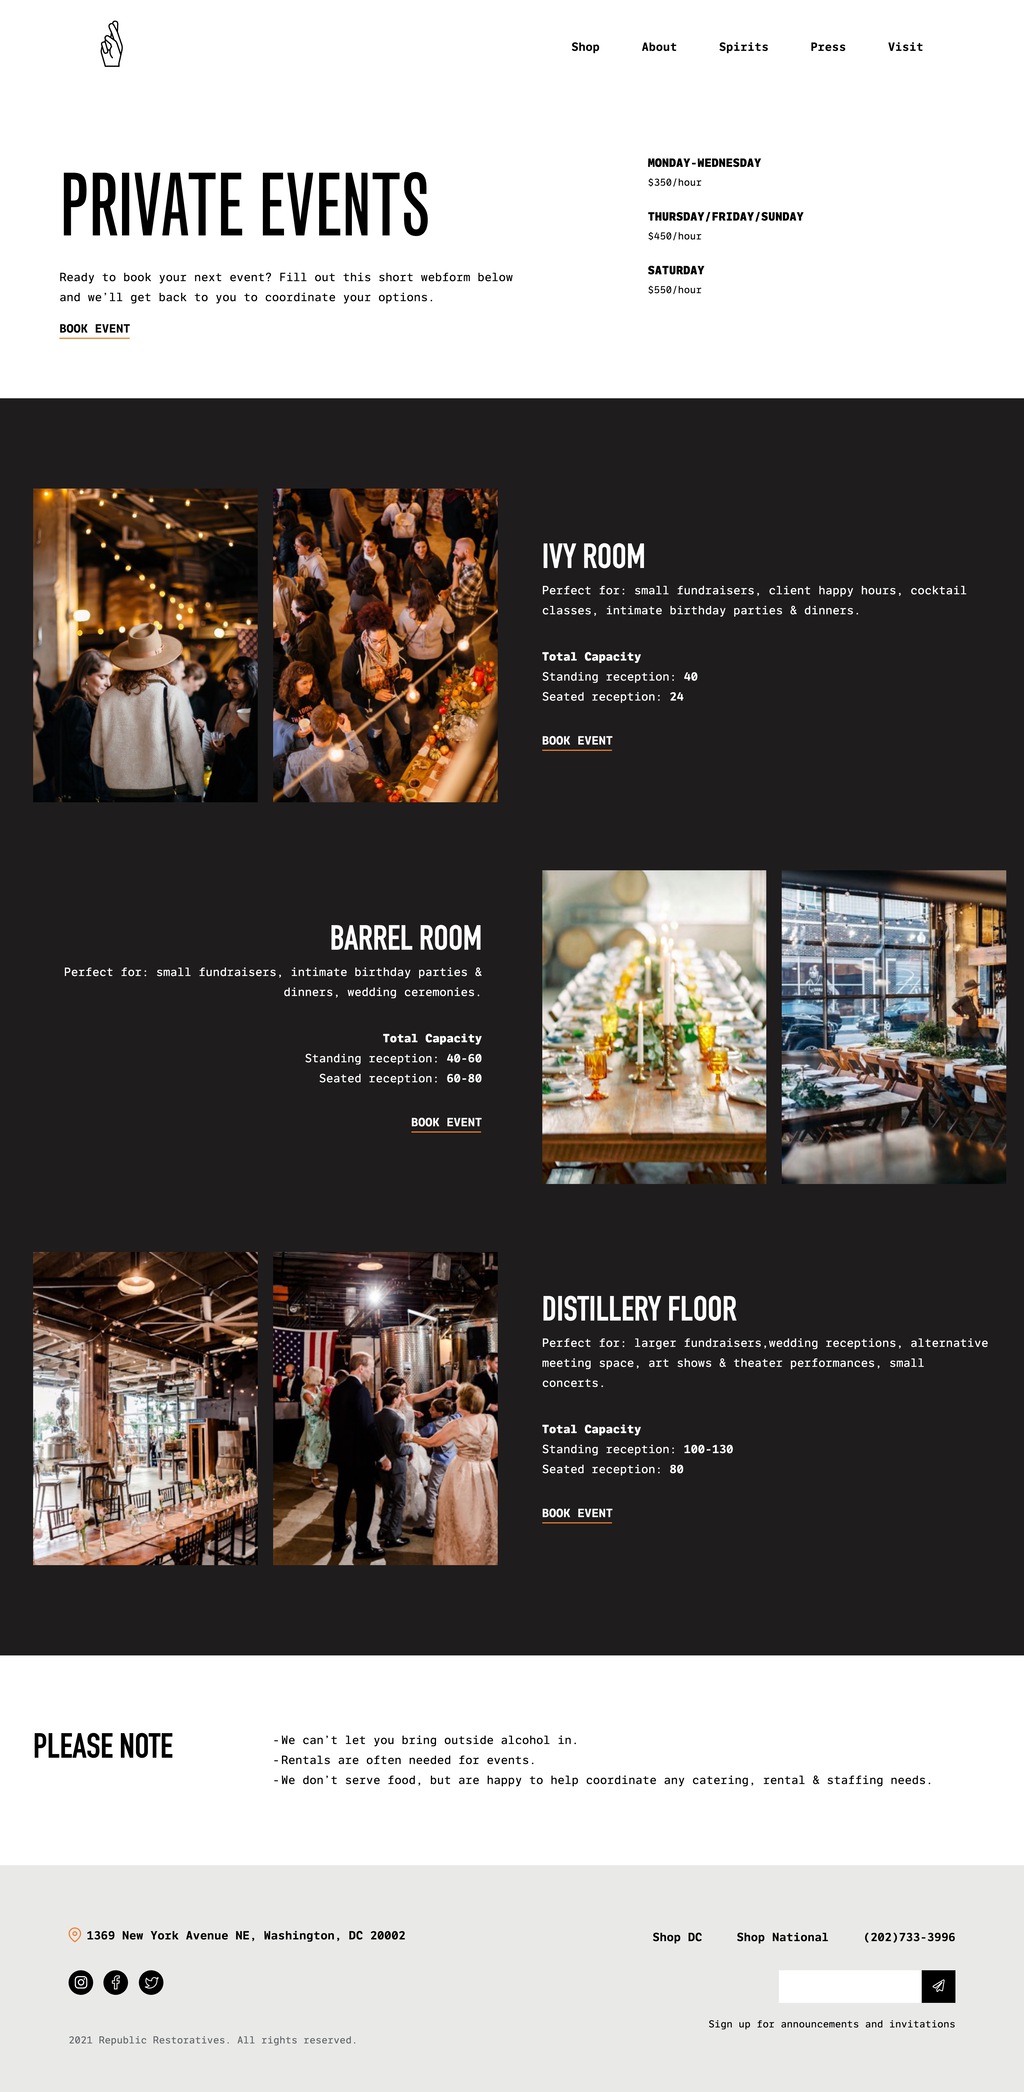 Shop About Spirits Press Visit
PRIVATE EVENTS
Ready to book your next event? Fill out this short webform below
and we'll get back to you to coordinate your options.
BOOK EVENT
MONDAY-WEDNESDAY
$350/hour
THURSDAY/FRIDAY/SUNDAY
$450/hour
SATURDAY
$550/hour
IVY ROOM
Perfect for: small fundraisers, client happy hours, cocktail
classes, intimate birthday parties & dinners.
Total Capacity
Standing reception: 40
Seated reception: 24
BOOK EVENT
BARREL ROOM
Perfect for: small fundraisers, intimate birthday parties &
dinners, wedding ceremonies.
Total Capacity
Standing reception: 40-60
Seated reception: 60-80
BOOK EVENT
DISTILLERY FLOOR
Perfect for: larger fundraisers,wedding receptions, alternative
meeting space, art shows & theater performances, small
concerts.
Total Capacity
Standing reception: 100-130
Seated reception: 80
BOOK EVENT
PLEASE NOTE
-We can't let you bring outside alcohol in.
-Rentals are often needed for events.
-We don't serve food, but are happy to help coordinate any catering, rental & staffing needs.
1369 New York Avenue NE, Washington, DC 20002
Shop DC Shop National (202)733-3996
Sign up for announcements and invitations
2021 Republic Restoratives. All rights reserved.